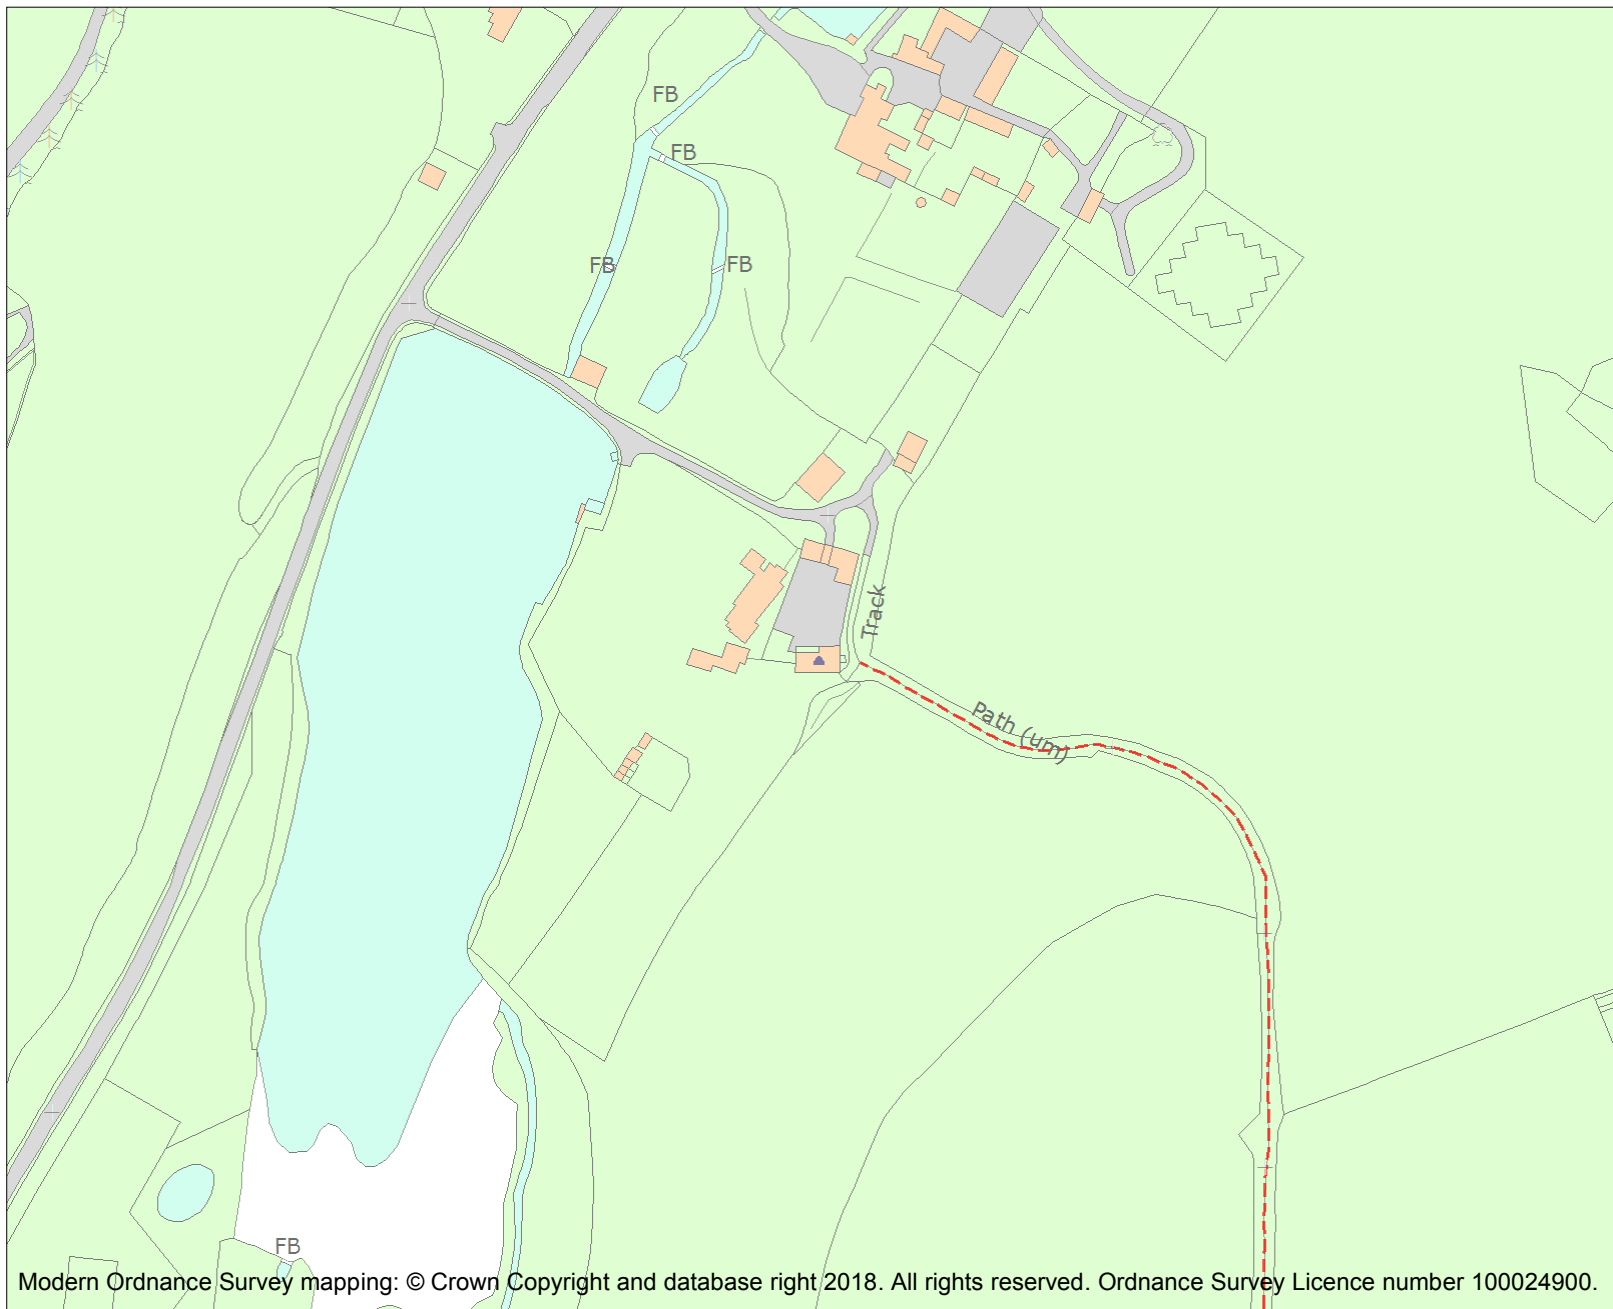 FB
FB
FB
FB
Track
Path (um)
FB
Modern Ordnance Survey mapping: © Crown Copyright and database right 2018. All rights reserved. Ordnance Survey Licence number 100024900.